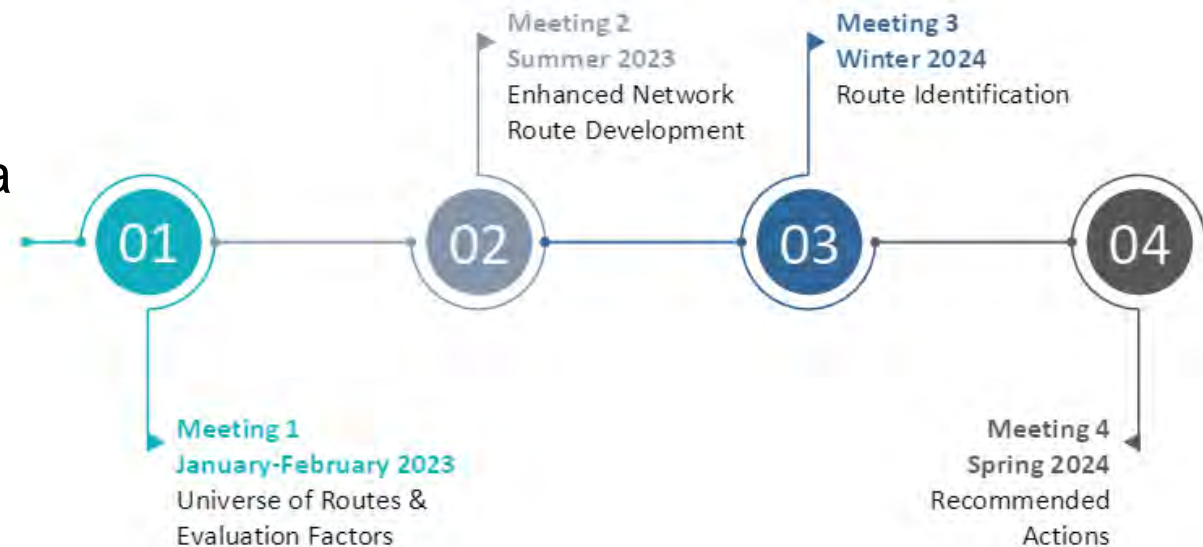 Meeting 2
Summer 2023
Enhanced Network
Route Development
Meeting 3
Winter 2024
Route Identification
a
01
02
03
04
Meeting 1
January-February 2023
Universe of Routes &
Evaluation Factors
Meeting 4
Spring 2024
Recommended
Actions